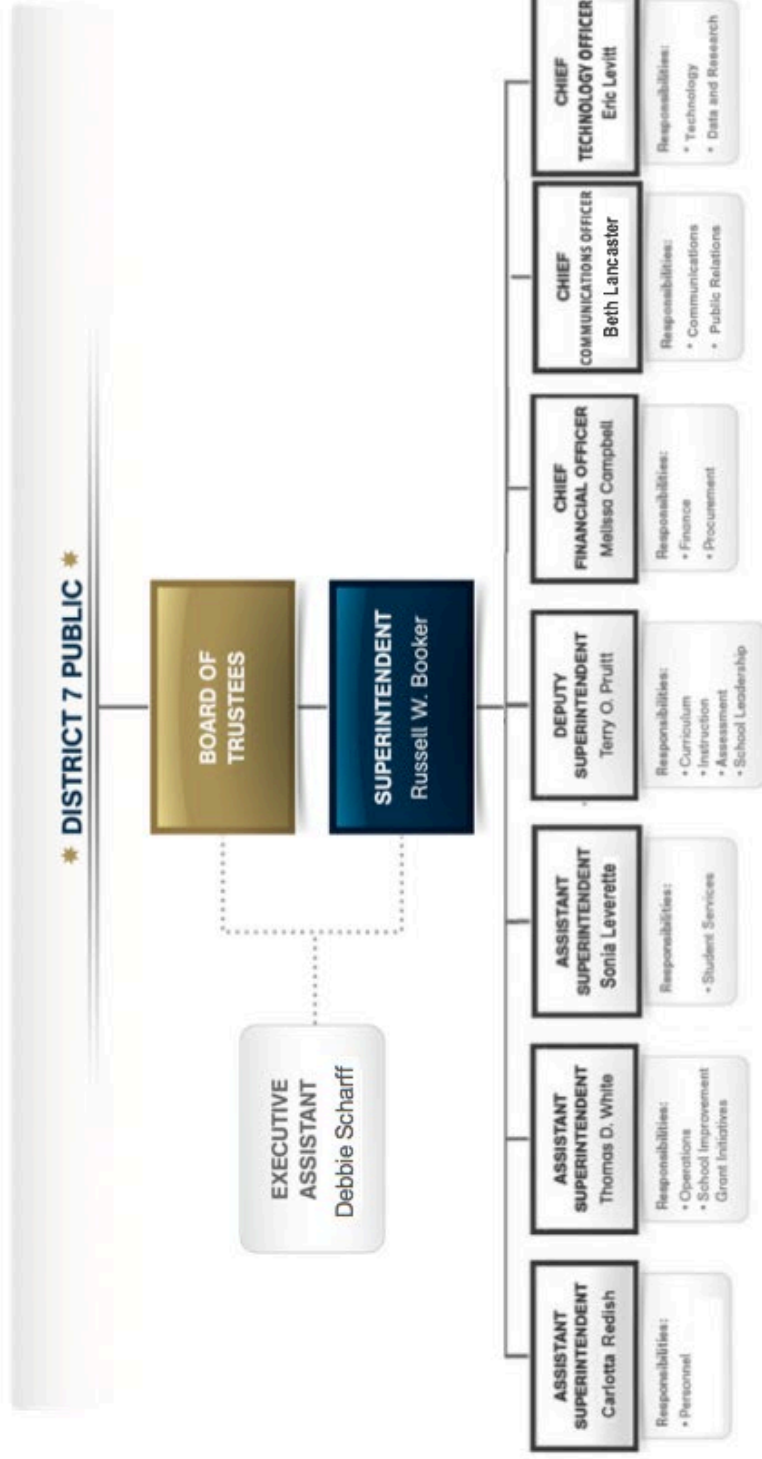 * DISTRICT 7 PUBLIC *
BOARD OF
TRUSTEES
EXECUTIVE
ASSISTANT
Debbie Scharff
SUPERINTENDENT
Russell W. Booker
ASSISTANT
SUPERINTENDENT
Carlotta Redish
Responsibilities:
• Personnel
ASSISTANT
SUPERINTENDENT
Thomas D. White
Responsibilities:
• Operations
• School Improvement
Grant Initiatives
ASSISTANT
SUPERINTENDENT
Sonia Leverette
Responsibilities:
• Student Services
DEPUTY
SUPERINTENDENT
Terry O. Pruitt
Responsibilities:
• Curriculum
• Instruction
• Assessment
• School Leadership
CHIEF
FINANCIAL OFFICER
Melissa Campbell
Responsibilities:
• Finance
• Procurement
CHIEF
COMMUNICATIONS OFFICER
Beth Lancaster
Responsibilities:
• Communications
• Public Relations
CHIEF
TECHNOLOGY OFFICER
Eric Levitt
Responsibilities:
• Technology
• Data and Research